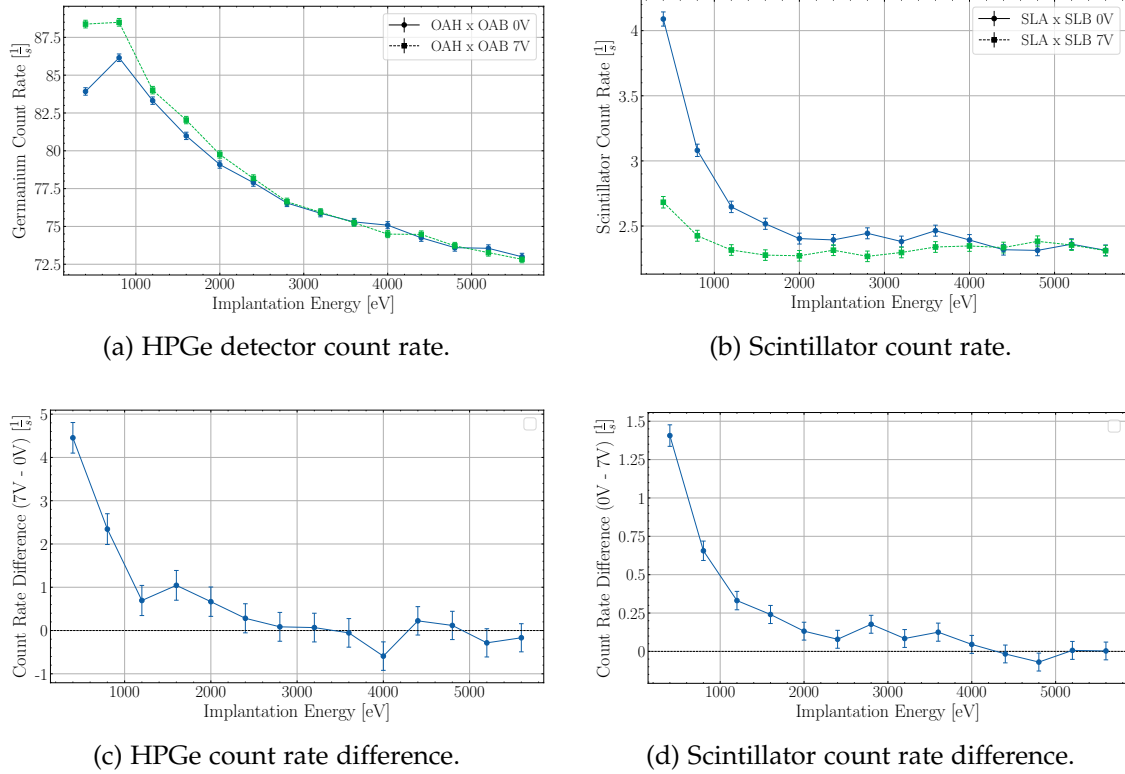 Germanium Count Rate [1/s]
87.5
85
82.5
80
77.5
75
72.5
1000 2000 3000 4000 5000
Implantation Energy [eV]
OAH x OAB 0V
OAH x OAB 7V
(a) HPGe detector count rate.
Scintillator Count Rate [1/s]
4
3.5
3
2.5
1000 2000 3000 4000 5000
Implantation Energy [eV]
SLA x SLB 0V
SLA x SLB 7V
(b) Scintillator count rate.
Count Rate Difference (7V - 0V) [1/s]
5
4
3
2
1
0
-1
1000 2000 3000 4000 5000
Implantation Energy [eV]
(c) HPGe count rate difference.
Count Rate Difference (0V - 7V) [1/s]
1.5
1.25
1
0.75
0.5
0.25
0
1000 2000 3000 4000 5000
Implantation Energy [eV]
(d) Scintillator count rate difference.